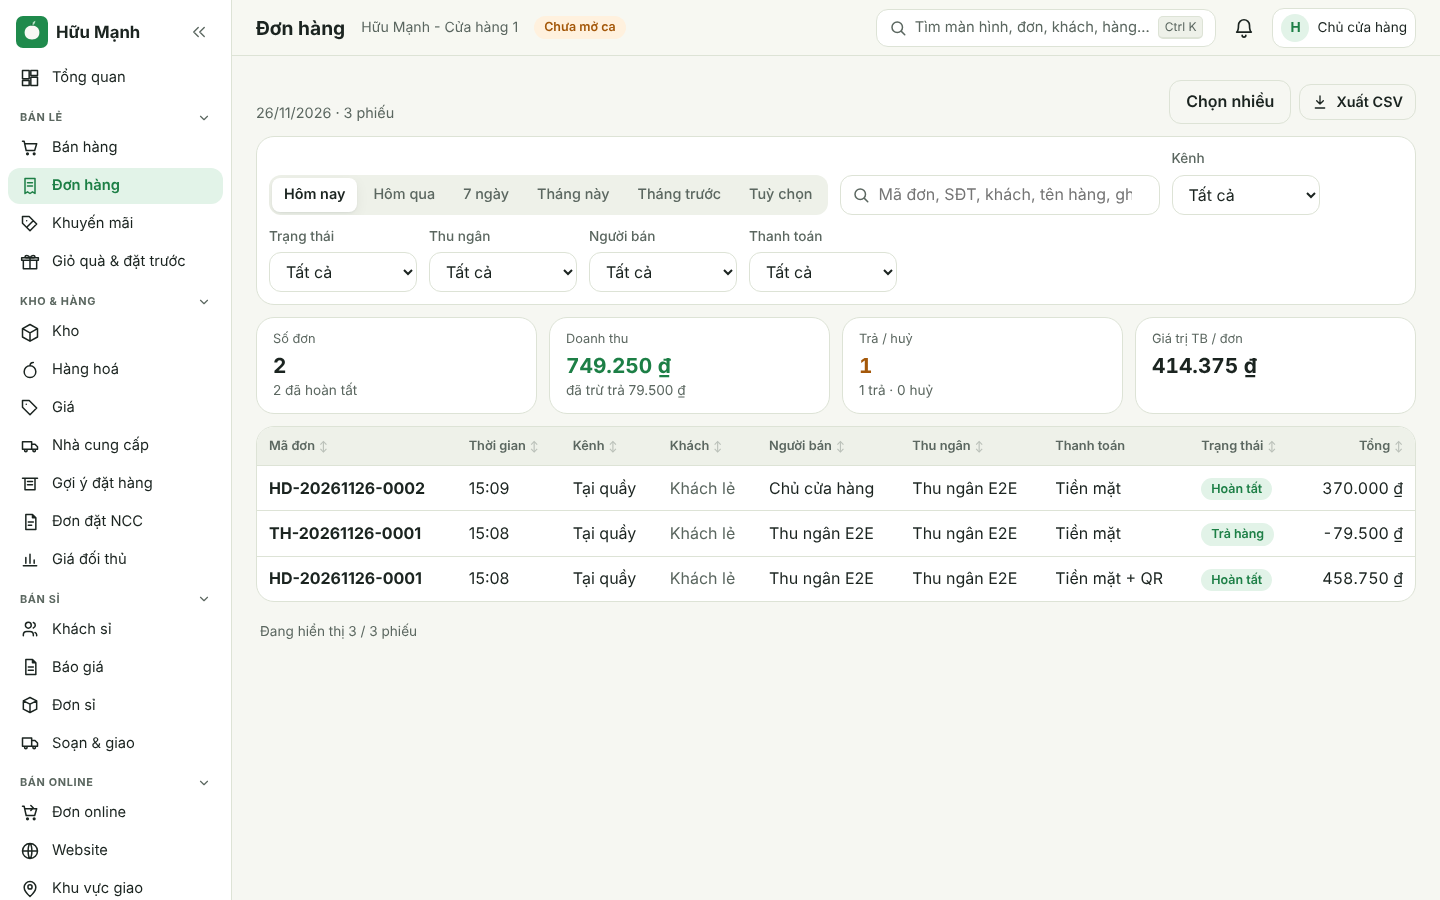 Hữu Mạnh
Tổng quan
BÁN LẺ
Bán hàng
Đơn hàng
Khuyến mãi
Giỏ quà & đặt trước
KHO & HÀNG
Kho
Hàng hoá
Giá
Nhà cung cấp
Gợi ý đặt hàng
Đơn đặt NCC
Giá đối thủ
BÁN SỈ
Khách sỉ
Báo giá
Đơn sỉ
Soạn & giao
BÁN ONLINE
Đơn online
Website
Khu vực giao
Đơn hàng Hữu Mạnh - Cửa hàng 1 Chưa mở ca Tìm màn hình, đơn, khách, hàng... Ctrl K H Chủ cửa hàng
26/11/2026 · 3 phiếu Chọn nhiều Xuất CSV
Kênh
Hôm nay Hôm qua 7 ngày Tháng này Tháng trước Tuỳ chọn Mã đơn, SĐT, khách, tên hàng, gh Tất cả
Trạng thái Thu ngân Người bán Thanh toán
Tất cả Tất cả Tất cả Tất cả
Số đơn Doanh thu Trả / huỷ Giá trị TB / đơn
2 749.250 ₫ 1 414.375 ₫
2 đã hoàn tất đã trừ trả 79.500 ₫ 1 trả · 0 huỷ
Mã đơn Thời gian Kênh Khách Người bán Thu ngân Thanh toán Trạng thái Tổng
HD-20261126-0002 15:09 Tại quầy Khách lẻ Chủ cửa hàng Thu ngân E2E Tiền mặt Hoàn tất 370.000 ₫
TH-20261126-0001 15:08 Tại quầy Khách lẻ Thu ngân E2E Thu ngân E2E Tiền mặt Trả hàng -79.500 ₫
HD-20261126-0001 15:08 Tại quầy Khách lẻ Thu ngân E2E Thu ngân E2E Tiền mặt + QR Hoàn tất 458.750 ₫
Đang hiển thị 3 / 3 phiếu